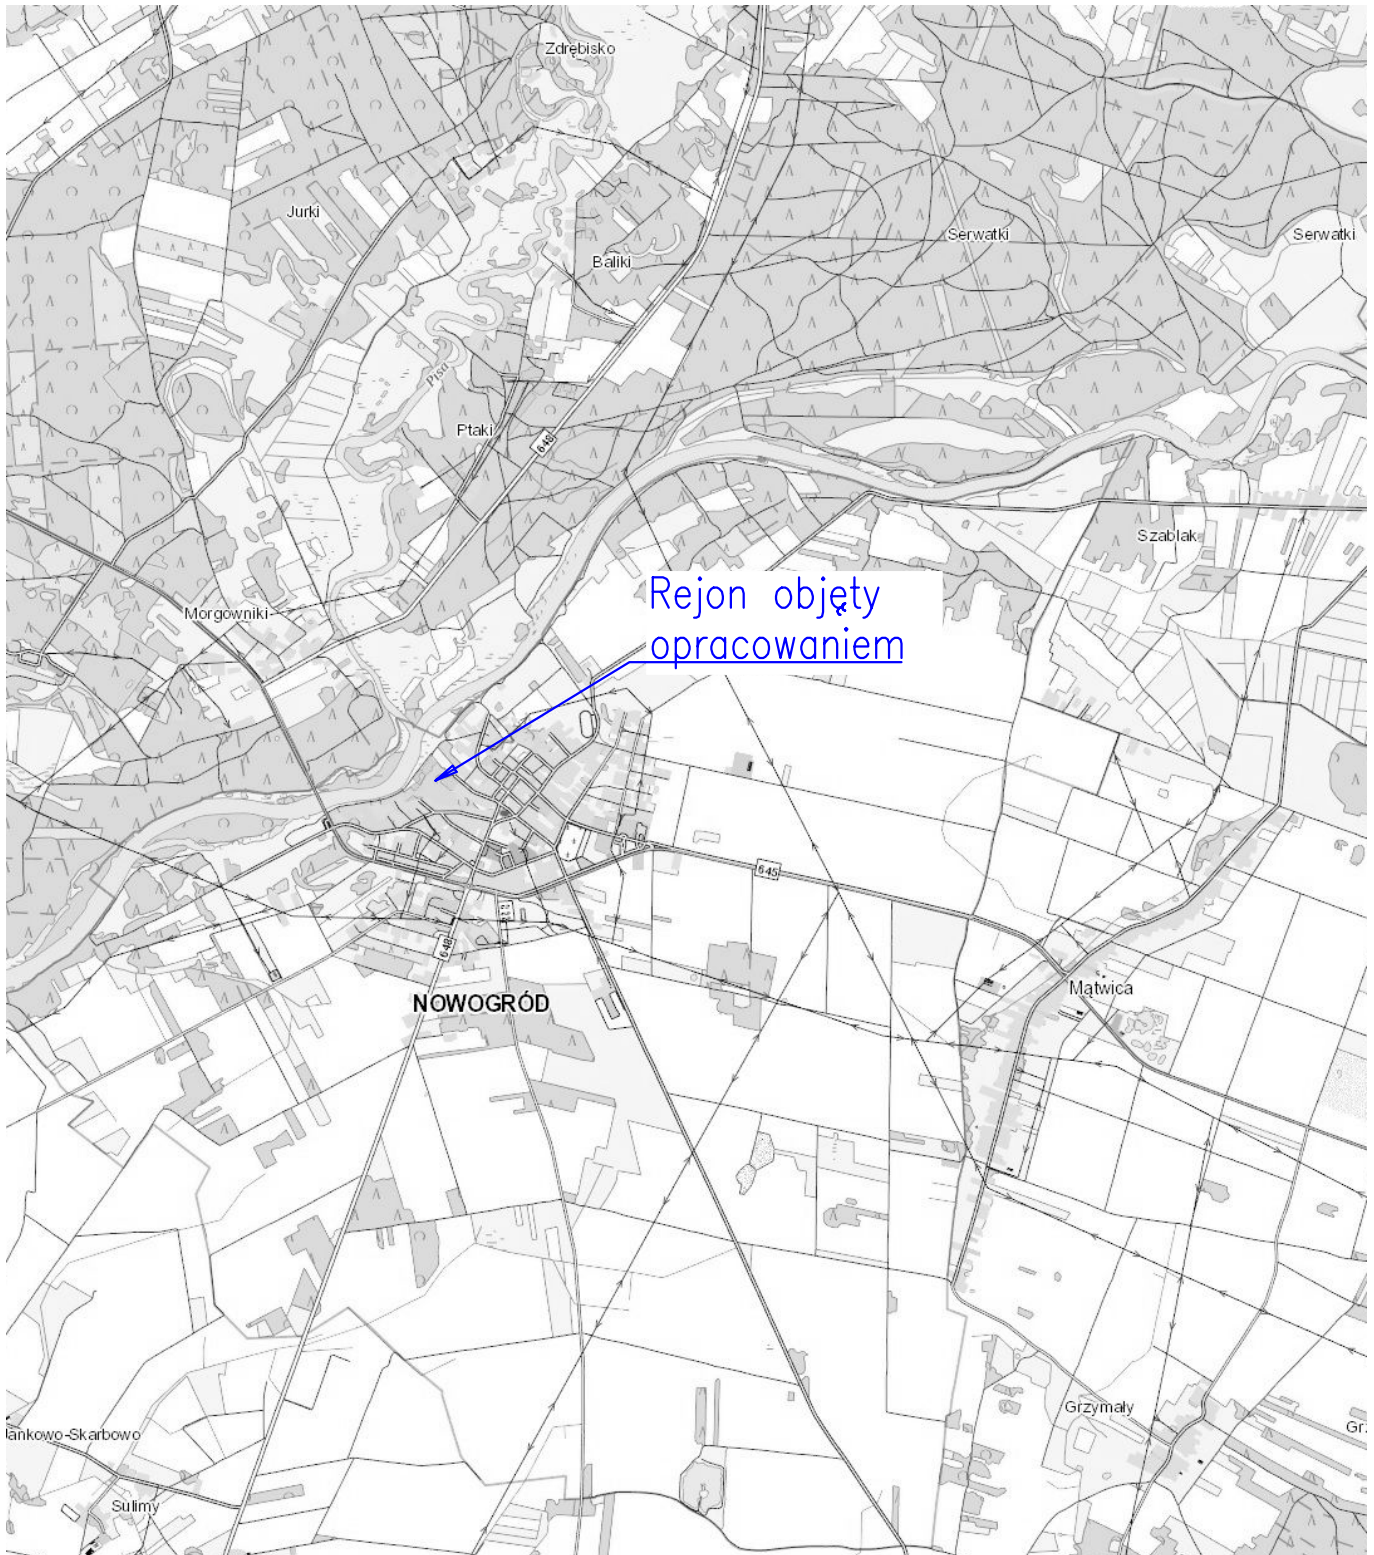 Zdrębisko
Jurki
Serwatki
Serwatki
Baliki
Pisa
Ptaki
648
Szablak
Rejon objęty
opracowaniem
Morgowniki
645
648
NOWOGRÓD
Mątwica
Grzymały
Gr
Jankowo-Skarbowo
Sulimy